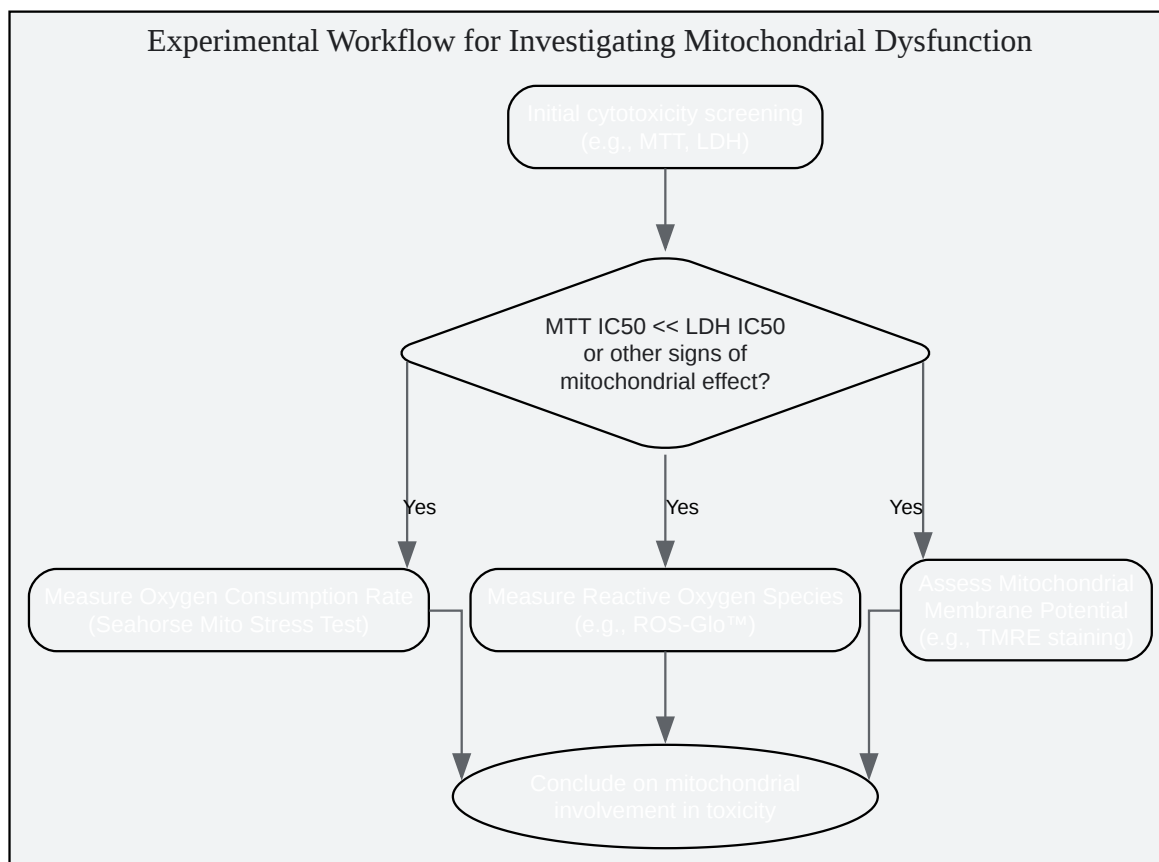 Experimental Workflow for Investigating Mitochondrial Dysfunction
Initial cytotoxicity screening
(e.g., MTT, LDH)
MTT IC50 << LDH IC50
or other signs of
mitochondrial effect?
Yes
Yes
Yes
Measure Oxygen Consumption Rate
(Seahorse Mito Stress Test)
Measure Reactive Oxygen Species
(e.g., ROS-Glo™)
Assess Mitochondrial
Membrane Potential
(e.g., TMRE staining)
Conclude on mitochondrial
involvement in toxicity